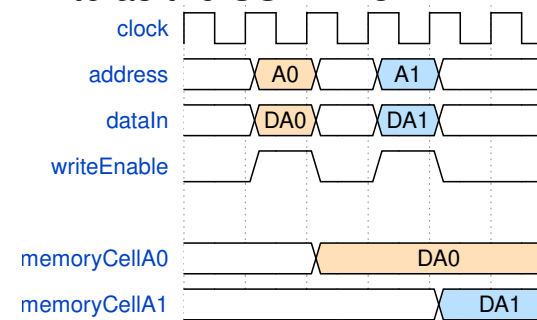 clock
address A0 A1
dataIn DA0 DA1
writeEnable
memoryCellA0 DA0
memoryCellA1 DA1